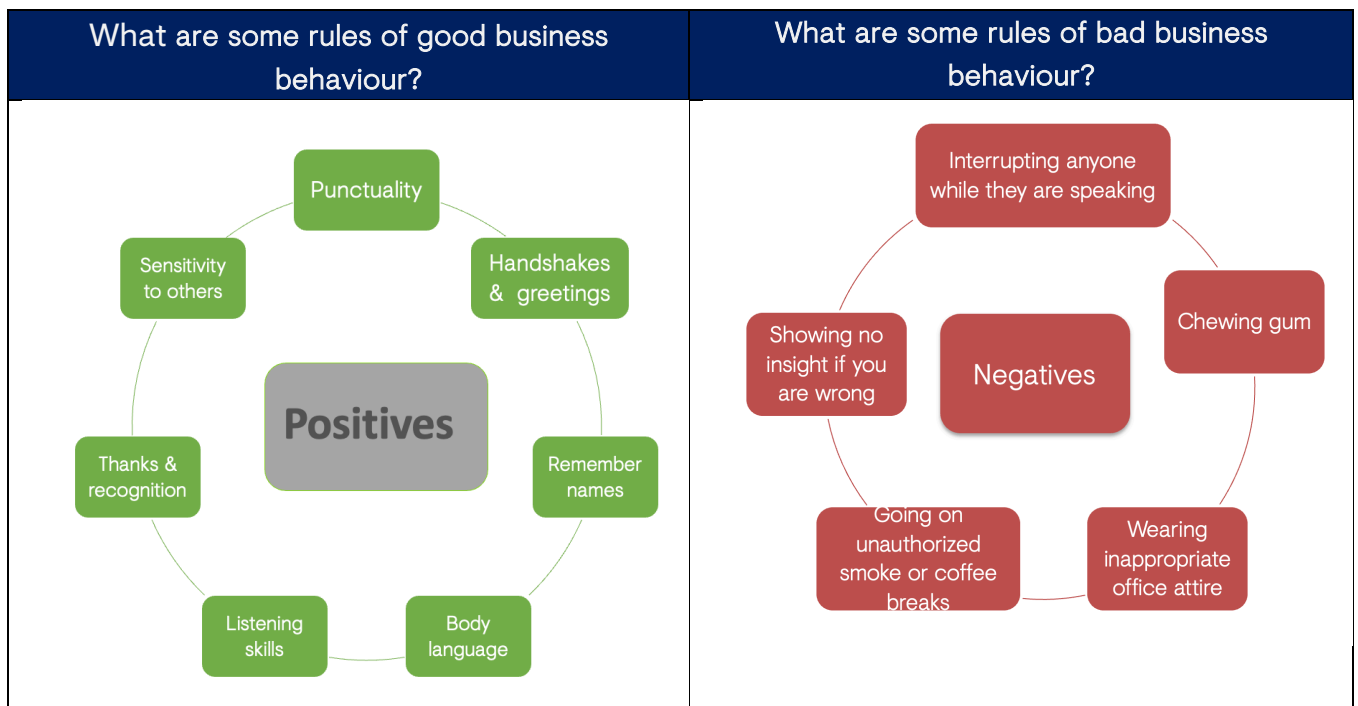 What are some rules of good business
behaviour?
Punctuality
Handshakes
& greetings
Remember
names
Body
language
Listening
skills
Thanks &
recognition
Sensitivity
to others
Positives
What are some rules of bad business
behaviour?
Interrupting anyone
while they are speaking
Chewing gum
Wearing
inappropriate
office attire
Going on
unauthorized
smoke or coffee
breaks
Showing no
insight if you
are wrong
Negatives